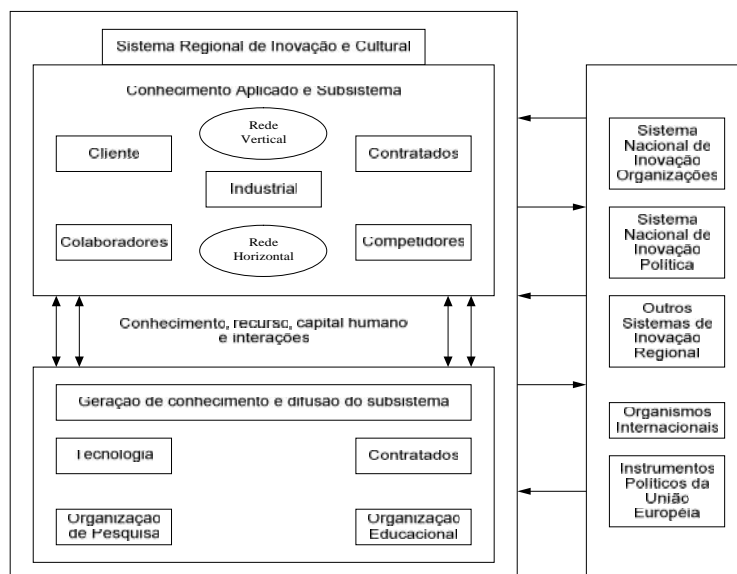 Sistema Regional de Inovação e Cultural
Conhecimento Aplicado e Subsistema
Rede
Vertical
Cliente
Contratados
Industrial
Colaboradores
Rede
Horizontal
Competidores
Conhecimento, recurso, capital humano
e interações
Geração de conhecimento e difusão do subsistema
Tecnologia
Contratados
Organização
de Pesquisa
Organização
Educacional
Sistema
Nacional de
Inovação
Organizações
Sistema
Nacional de
Inovação
Política
Outros
Sistemas de
Inovação
Regional
Organismos
Internacionais
Instrumentos
Políticos da
União
Européia